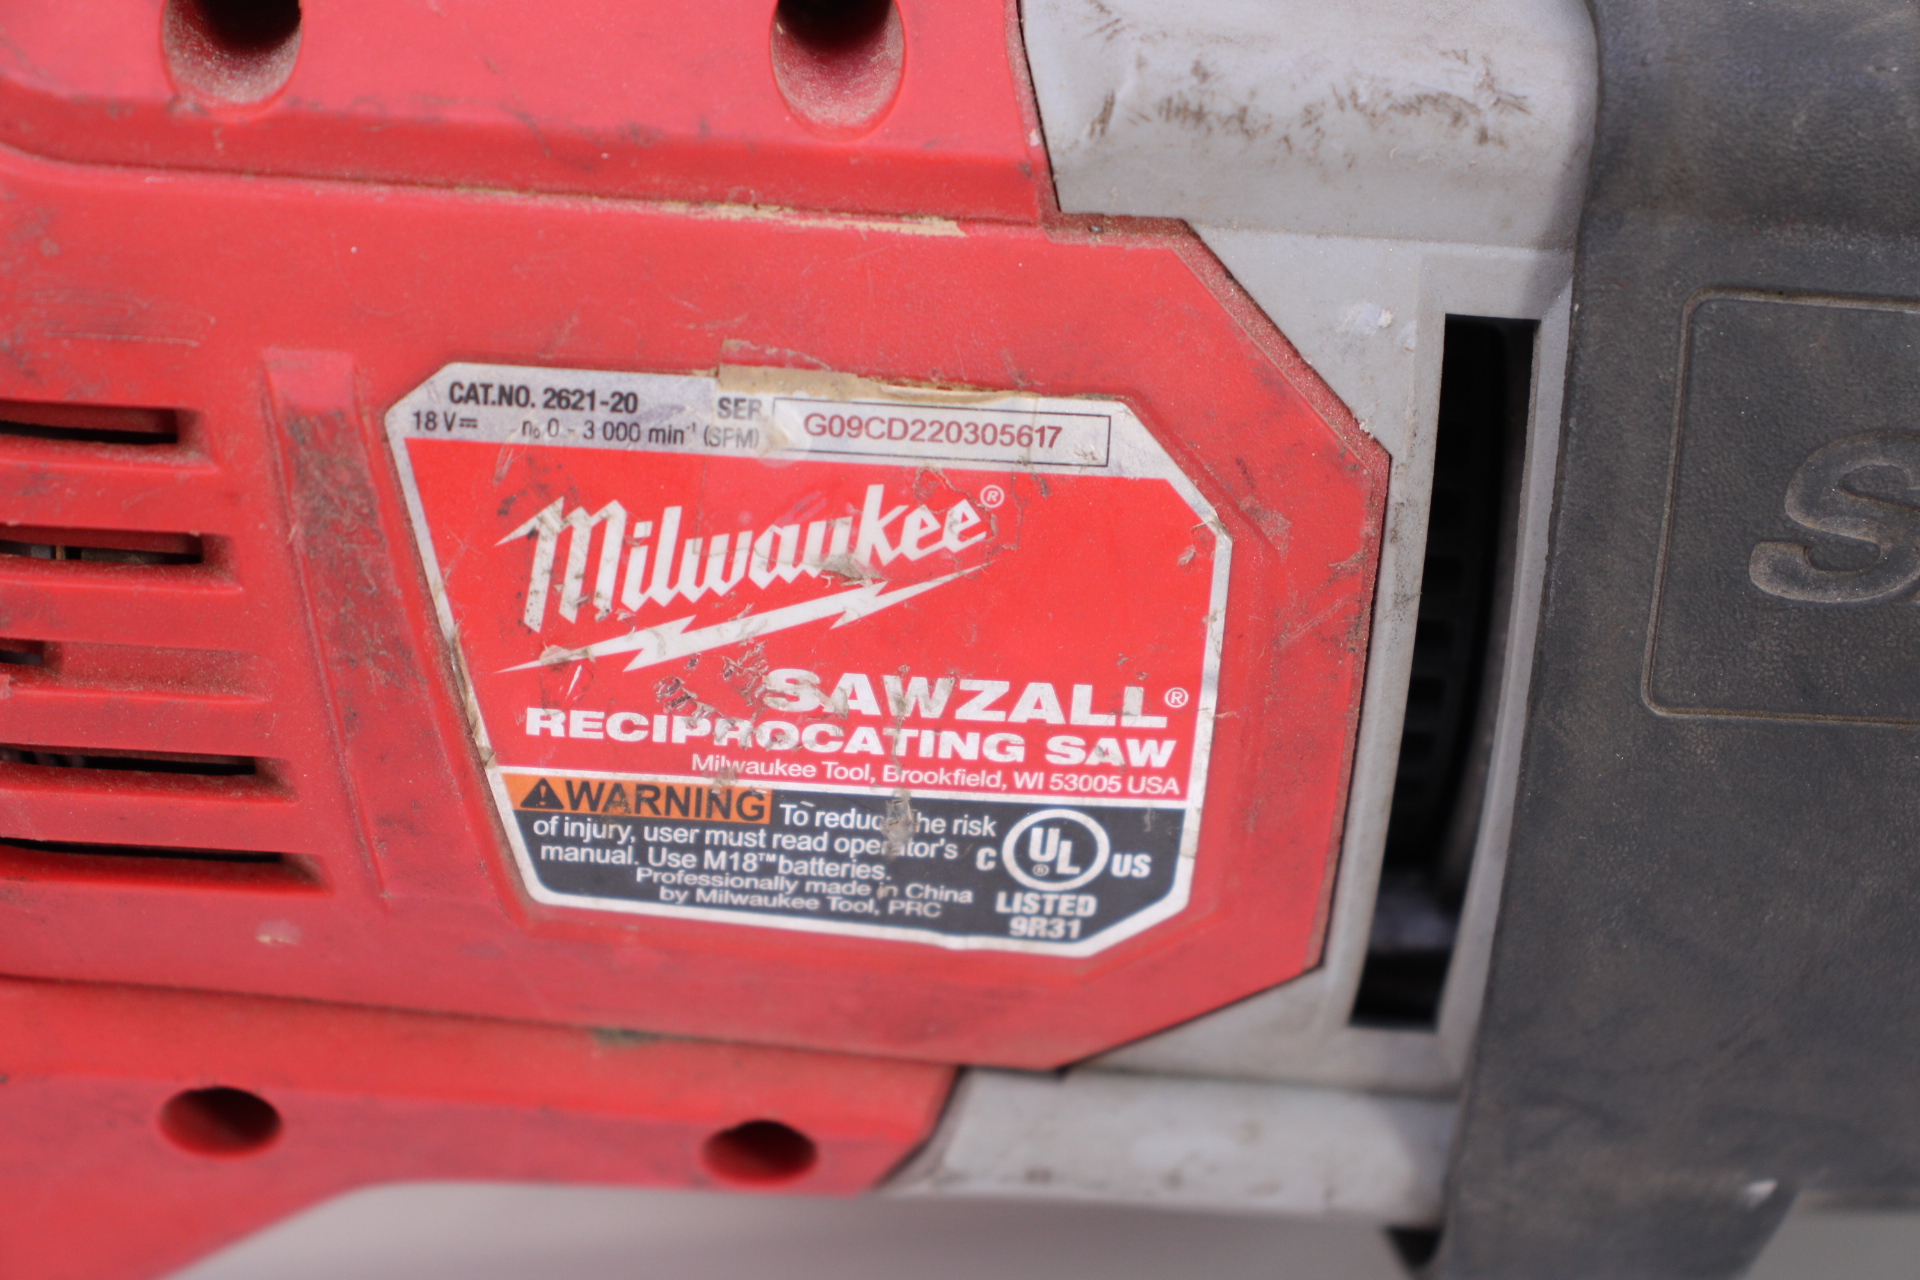 CAT.NO. 2621-20 SER
18 V⎓ n₀ 0 - 3 000 min⁻¹ (SPM) G09CD220305617
Milwaukee®
SAWZALL®
RECIPROCATING SAW
Milwaukee Tool, Brookfield, WI 53005 USA
⚠WARNING To reduce the risk
of injury, user must read operator's
manual. Use M18™ batteries.
Professionally made in China
by Milwaukee Tool, PRC
C UL® US
LISTED
9R31
S